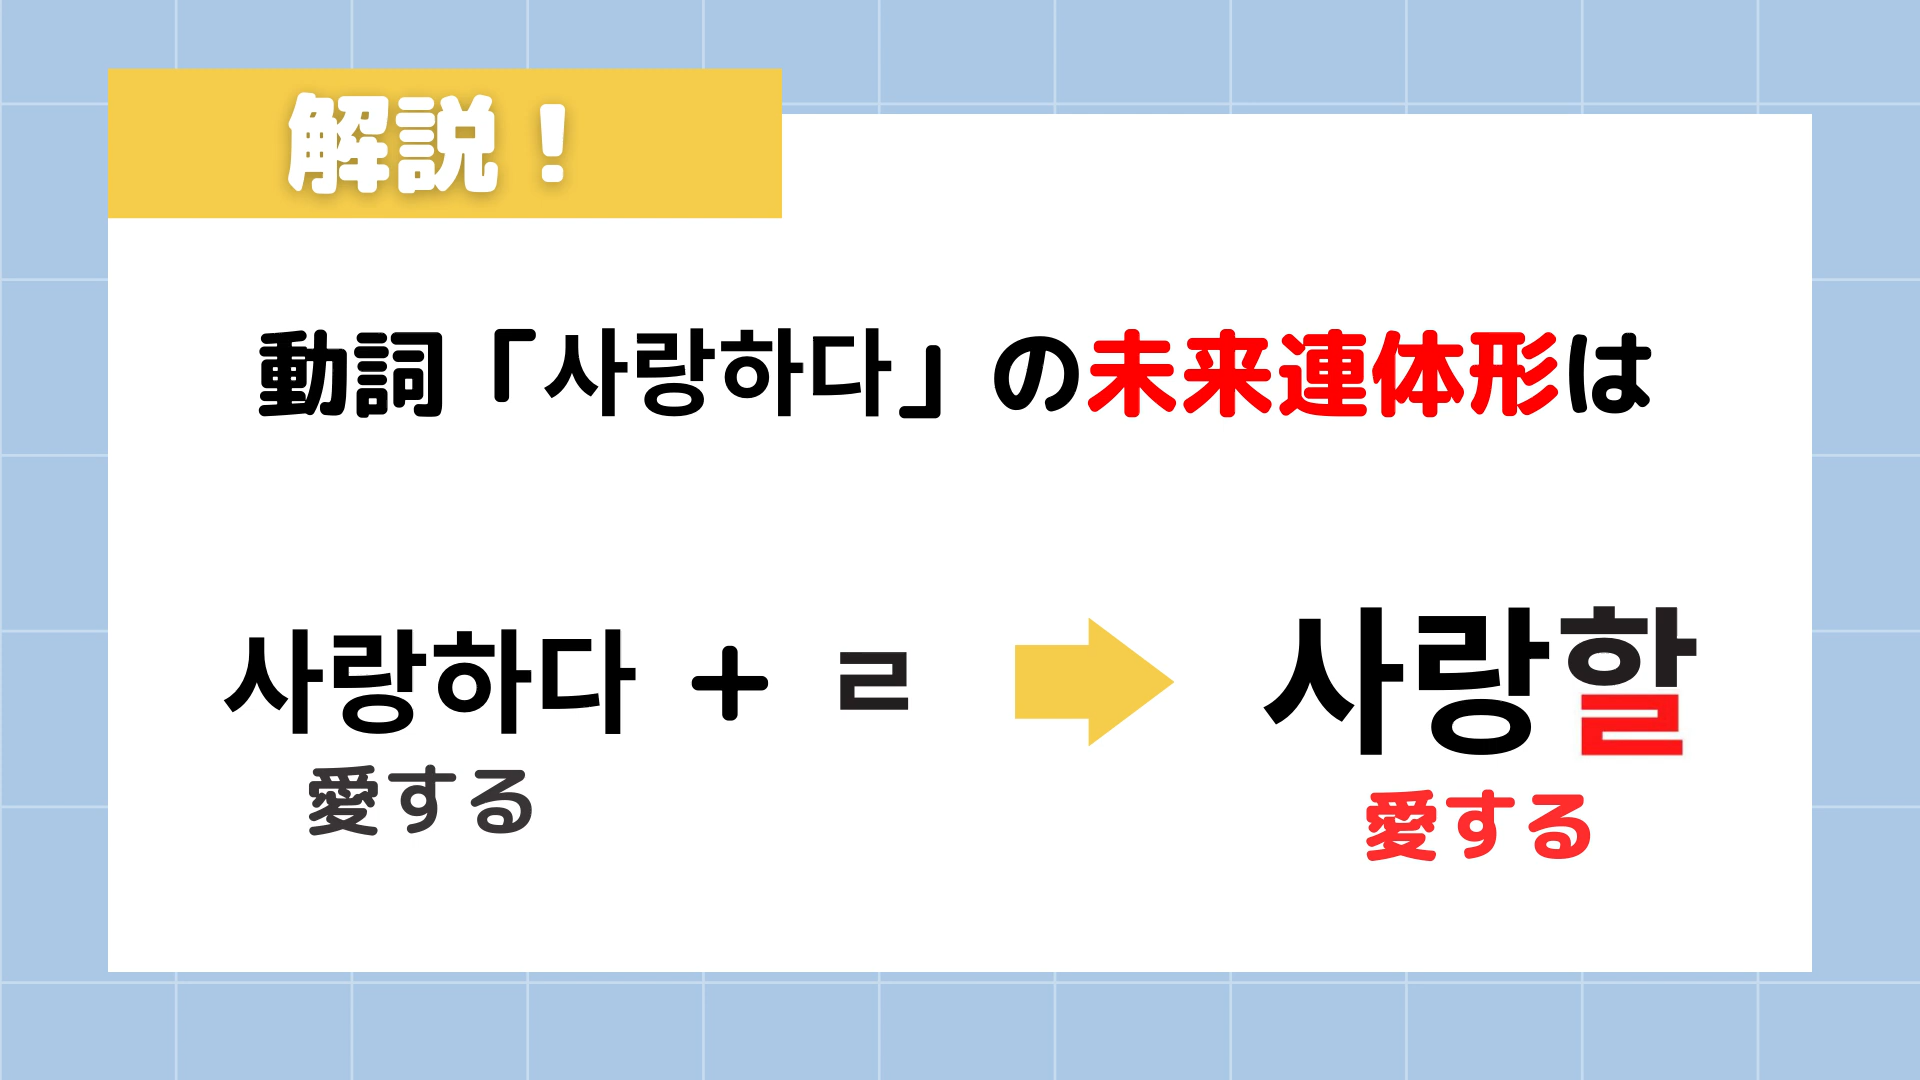 解説！
動詞「사랑하다」の未来連体形は
사랑하다 + ㄹ 사랑할
愛する 愛する